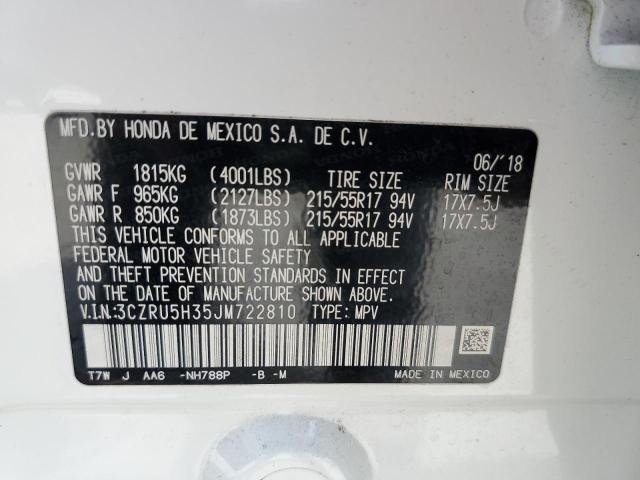 MFD.BY HONDA DE MEXICO S.A. DE C.V.
06/'18
GVWR 1815KG (4001LBS) TIRE SIZE RIM SIZE
GAWR F 965KG (2127LBS) 215/55R17 94V 17X7.5J
GAWR R 850KG (1873LBS) 215/55R17 94V 17X7.5J
THIS VEHICLE CONFORMS TO ALL APPLICABLE
FEDERAL MOTOR VEHICLE SAFETY
AND THEFT PREVENTION STANDARDS IN EFFECT
ON THE DATE OF MANUFACTURE SHOWN ABOVE.
V.I.N:3CZRU5H35JM722810 TYPE: MPV
T7W J AA6 -NH788P -B -M MADE IN MEXICO